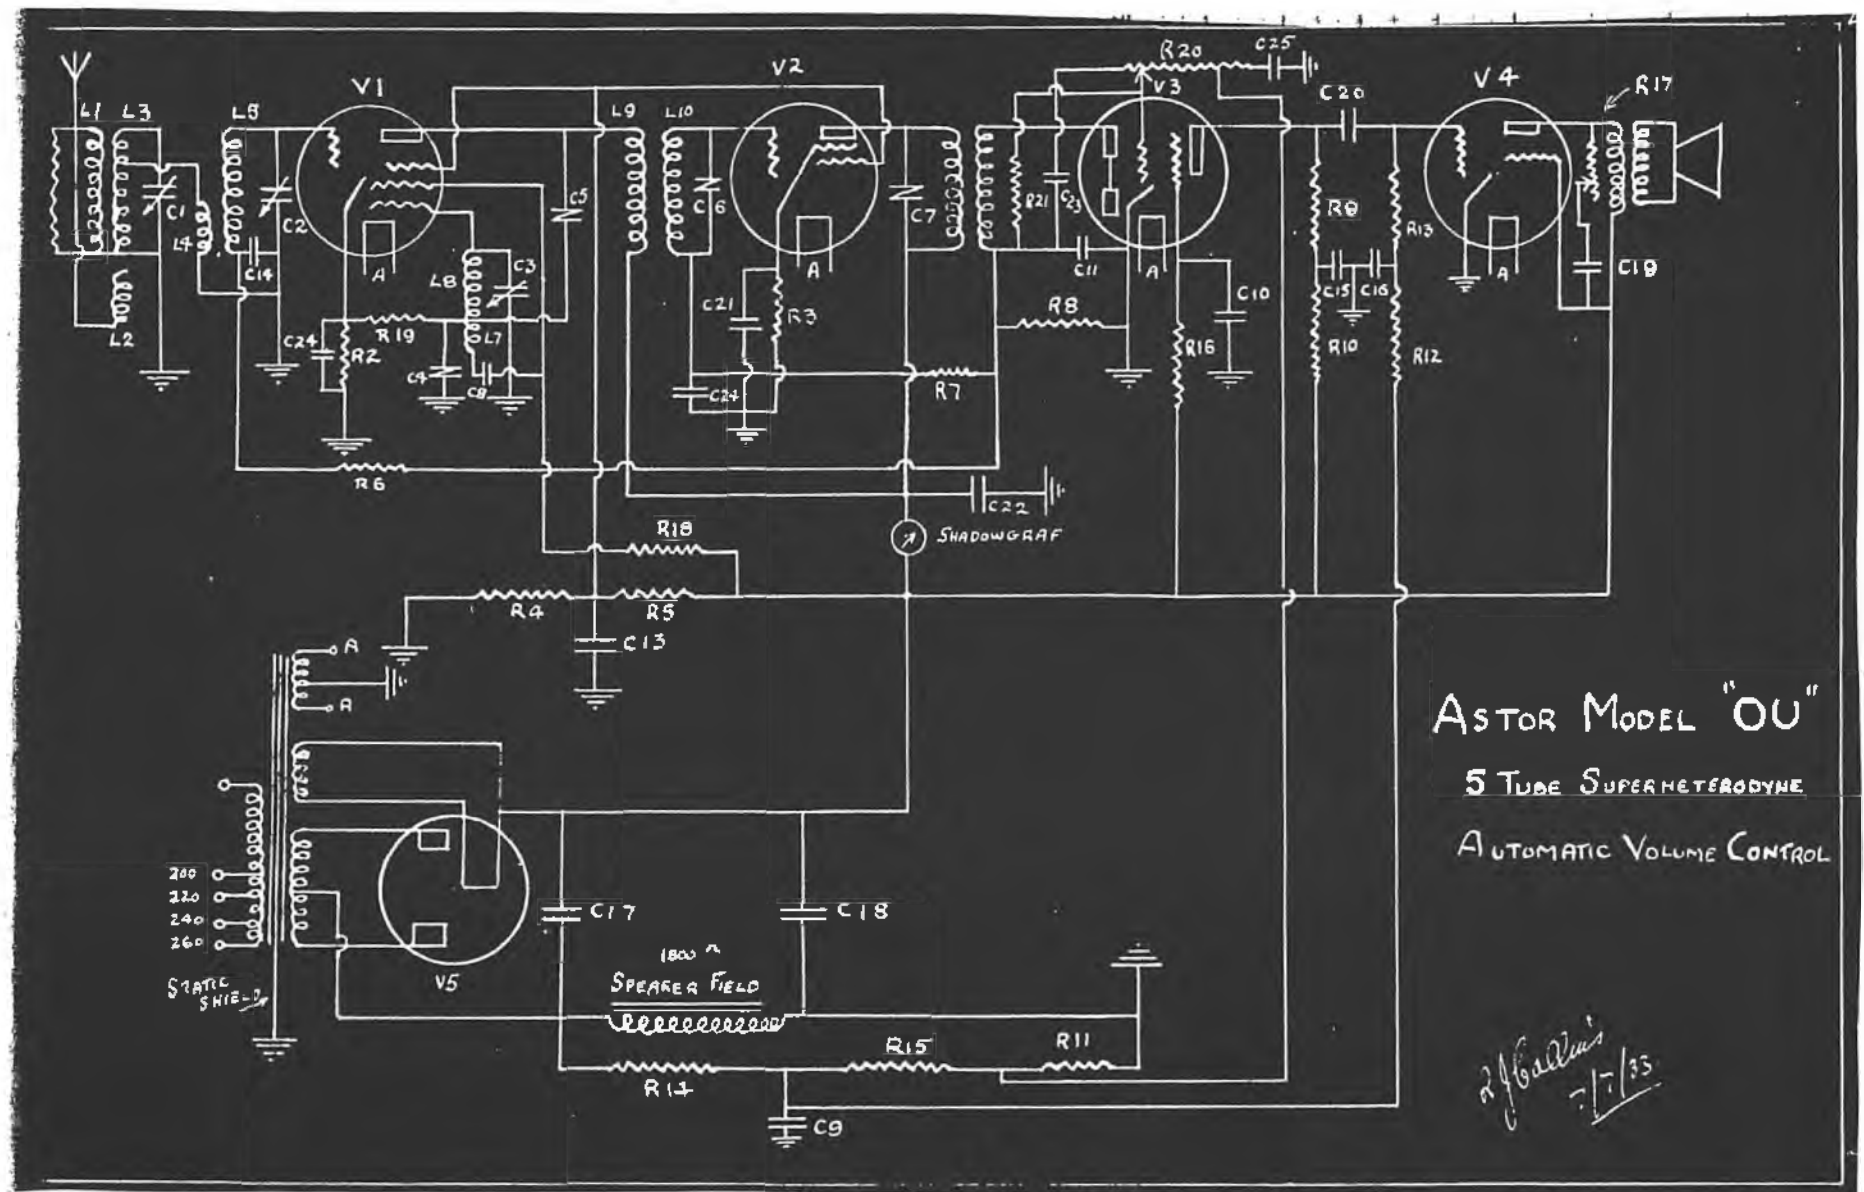 R20
C25
V1
V2
V3
V4
R17
L1
L3
L5
L9
L10
C20
C1
L4
C2
C5
C6
C7
R21
C23
R9
R13
C14
A
L8
C3
A
C11
A
A
C19
L2
C24
R2
R19
L7
C4
C8
C21
R3
R8
C10
C15
C16
R16
R10
R12
C24
R7
R6
C22
R18
SHADOWGRAF
R4
R5
C13
A
A
ASTOR MODEL "OU"
5 TUBE SUPERHETERODYNE
AUTOMATIC VOLUME CONTROL
200
220
240
260
C17
C18
STATIC
SHIELD
V5
1800 Ω
SPEAKER FIELD
R14
R15
R11
C9
7/7/33